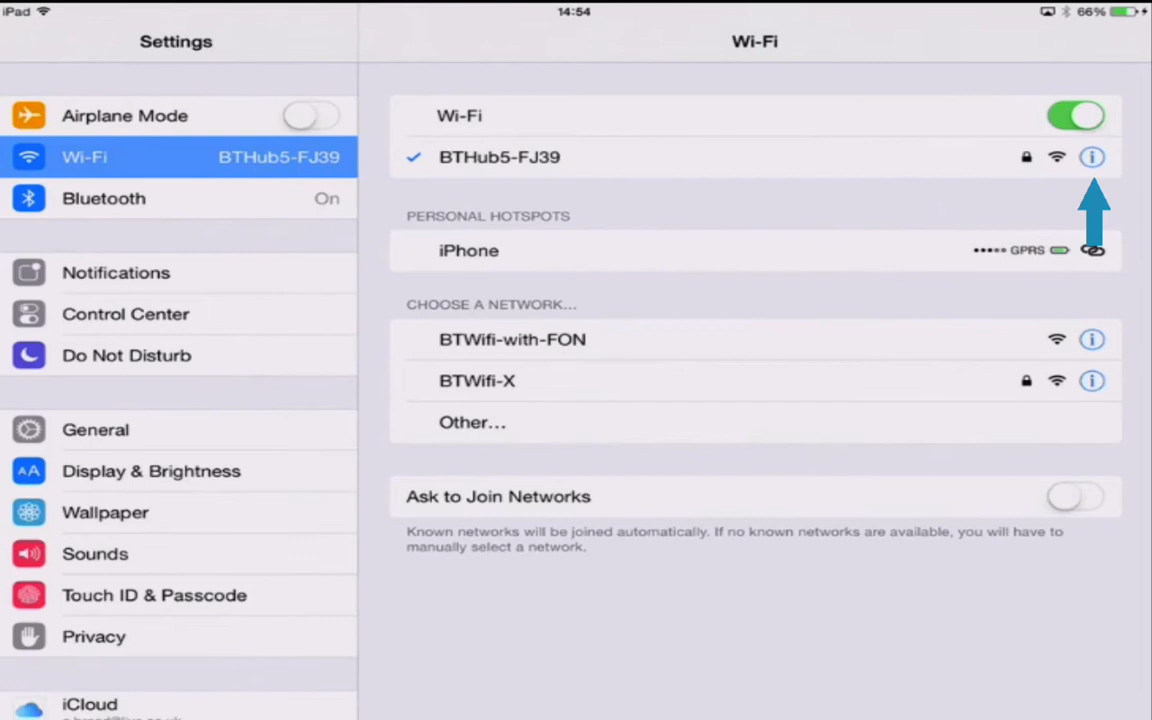 iPad 14:54 66%
Settings
Wi-Fi
Airplane Mode
Wi-Fi BTHub5-FJ39
Bluetooth On
Notifications
Control Center
Do Not Disturb
General
AA Display & Brightness
Wallpaper
Sounds
Touch ID & Passcode
Privacy
iCloud
Wi-Fi
BTHub5-FJ39
PERSONAL HOTSPOTS
iPhone GPRS
CHOOSE A NETWORK...
BTWifi-with-FON
BTWifi-X
Other...
Ask to Join Networks
Known networks will be joined automatically. If no known networks are available, you will have to
manually select a network.